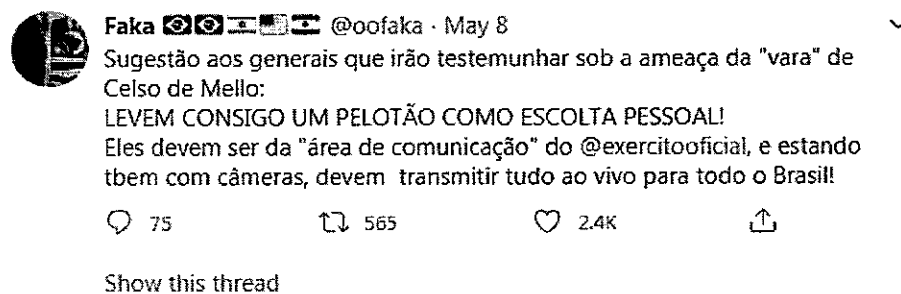 Faka @oofaka · May 8
Sugestão aos generais que irão testemunhar sob a ameaça da "vara" de
Celso de Mello:
LEVEM CONSIGO UM PELOTÃO COMO ESCOLTA PESSOAL!
Eles devem ser da "área de comunicação" do @exercitooficial, e estando
tbem com câmeras, devem transmitir tudo ao vivo para todo o Brasil!
75 565 2.4K
Show this thread